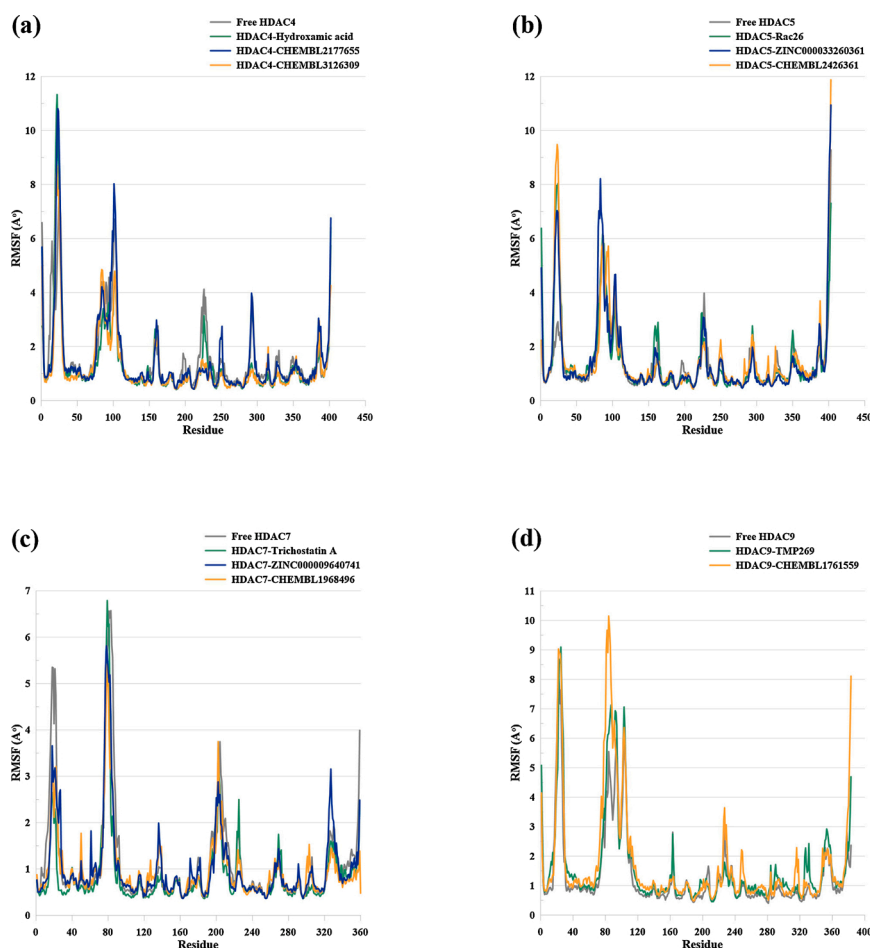 (a)
Free HDAC4
HDAC4-Hydroxamic acid
HDAC4-CHEMBL2177655
HDAC4-CHEMBL3126309
12
10
8
6
4
2
0
RMSF (A°)
0 50 100 150 200 250 300 350 400 450
Residue
(b)
Free HDAC5
HDAC5-Rac26
HDAC5-ZINC000033260361
HDAC5-CHEMBL2426361
12
10
8
6
4
2
0
RMSF (A°)
0 50 100 150 200 250 300 350 400 450
Residue
(c)
Free HDAC7
HDAC7-Trichostatin A
HDAC7-ZINC000009640741
HDAC7-CHEMBL1968496
7
6
5
4
3
2
1
0
RMSF (A°)
0 40 80 120 160 200 240 280 320 360
Residue
(d)
Free HDAC9
HDAC9-TMP269
HDAC9-CHEMBL1761559
11
10
9
8
7
6
5
4
3
2
1
0
RMSF (A°)
0 40 80 120 160 200 240 280 320 360 400
Residue